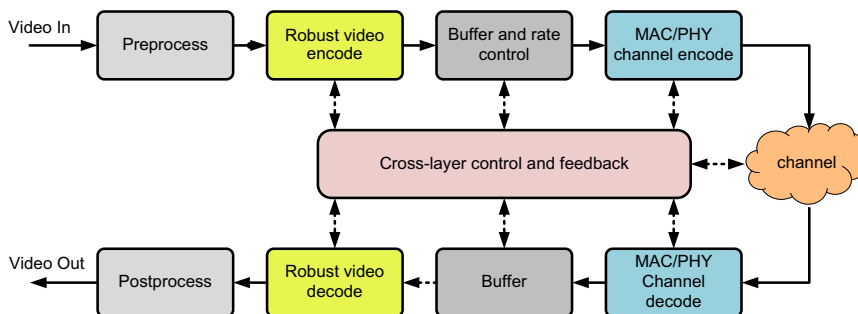 Video In
Preprocess
Robust video
encode
Buffer and rate
control
MAC/PHY
channel encode
Cross-layer control and feedback
channel
Video Out
Postprocess
Robust video
decode
Buffer
MAC/PHY
Channel
decode